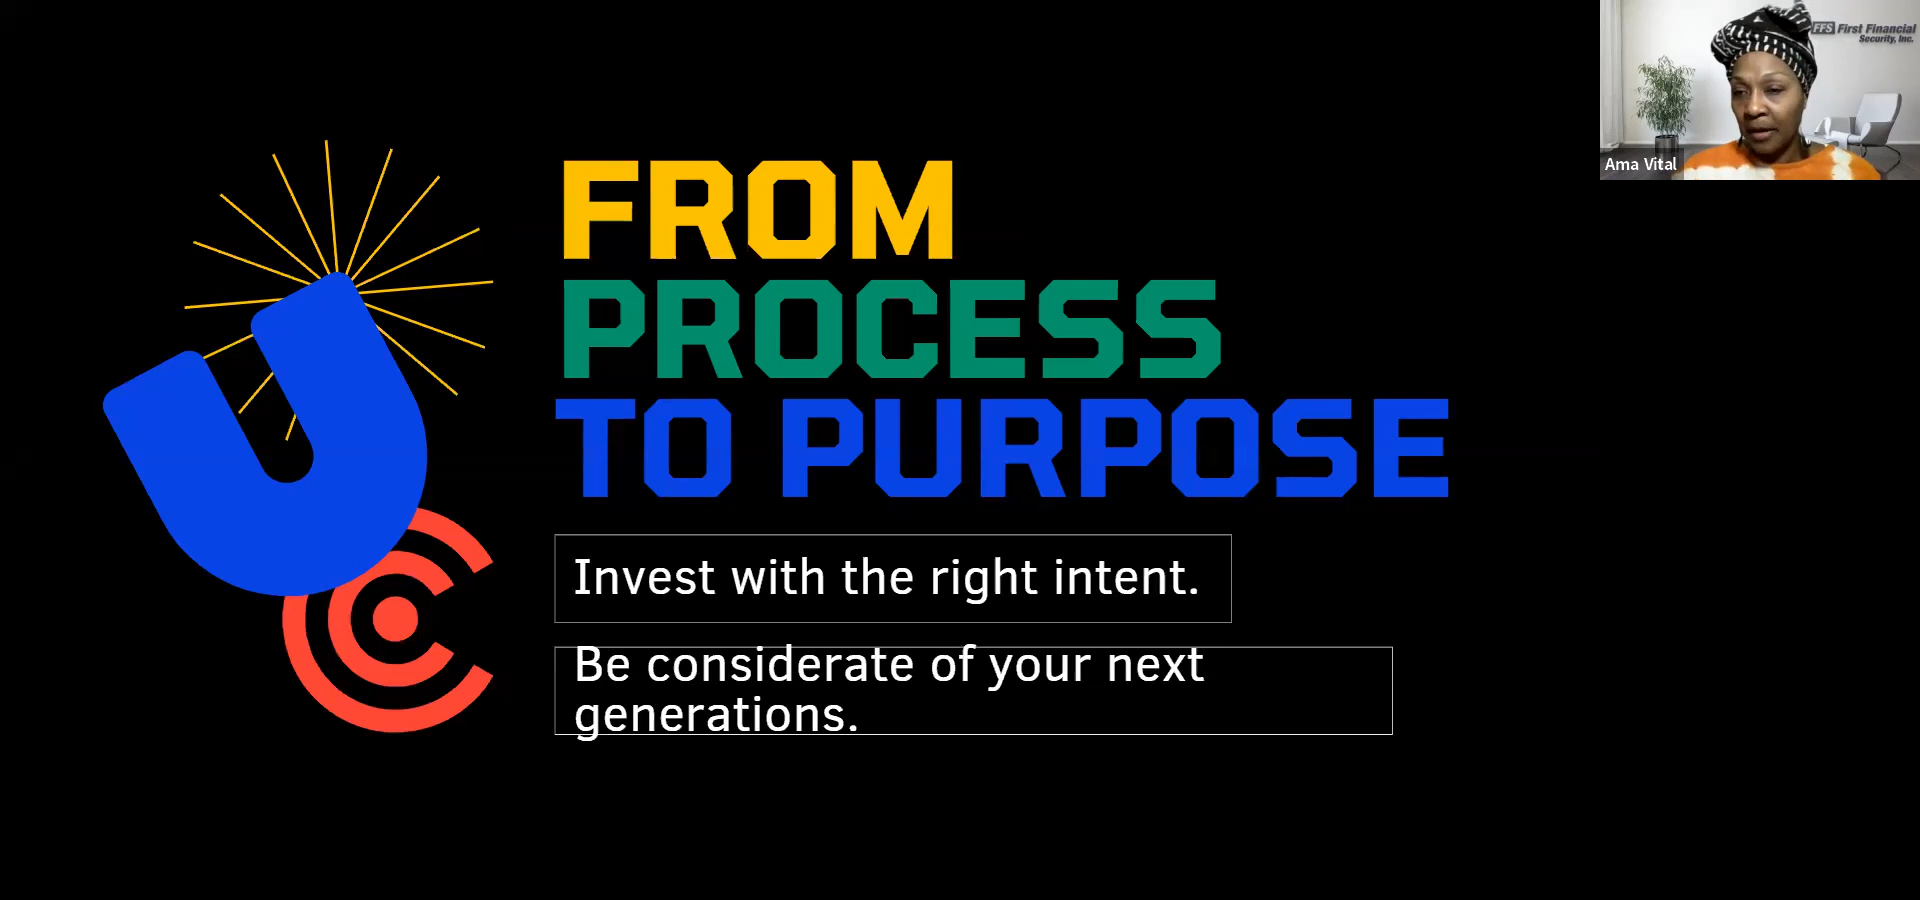 FFS First Financial
Security, Inc.
Ama Vital
FROM
PROCESS
TO PURPOSE
Invest with the right intent.
Be considerate of your next
generations.